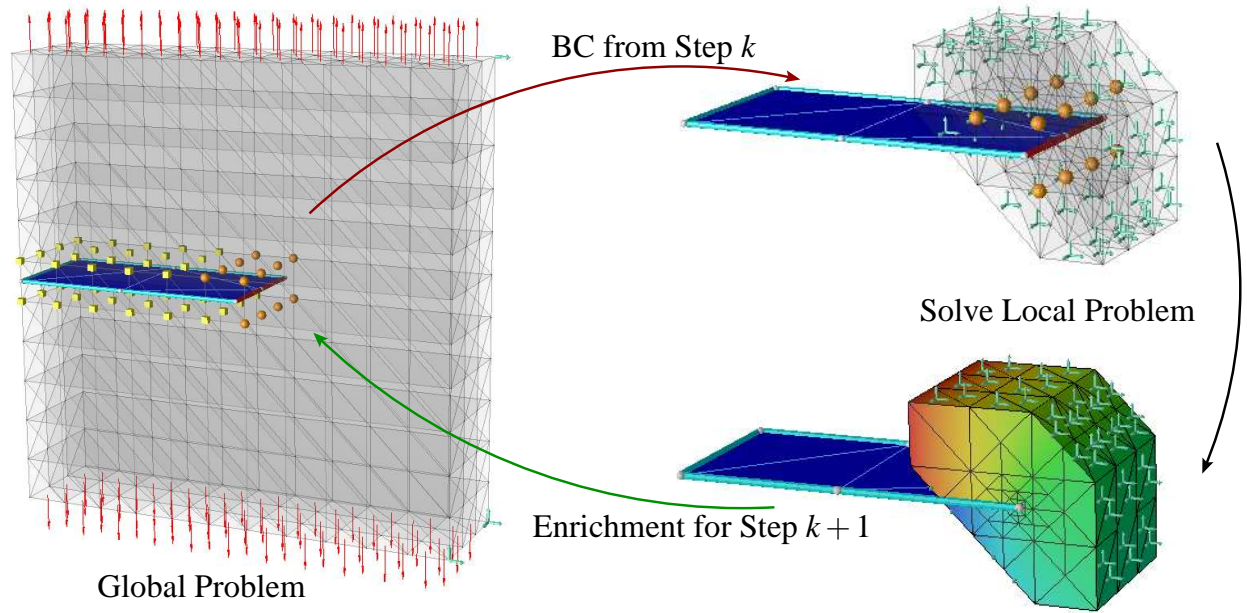 BC from Step k
Solve Local Problem
Enrichment for Step k + 1
Global Problem